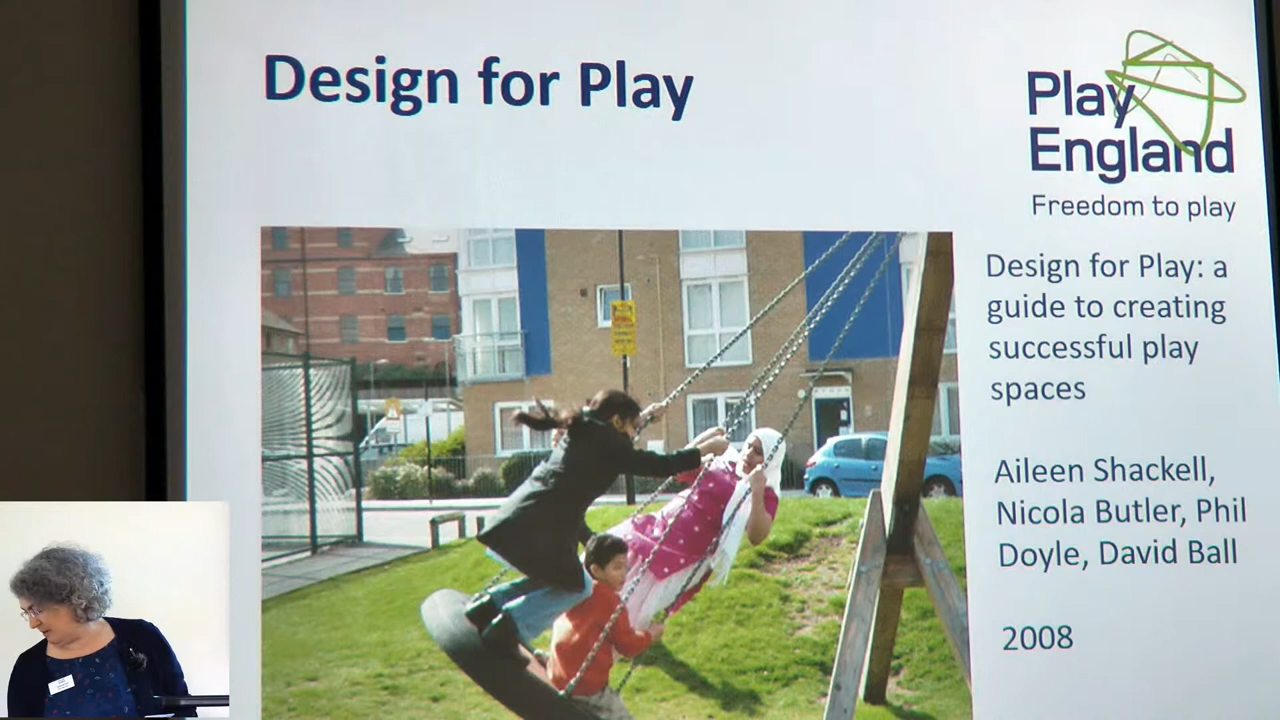 Design for Play
Play
England
Freedom to play
Design for Play: a
guide to creating
successful play
spaces
Aileen Shackell,
Nicola Butler, Phil
Doyle, David Ball
2008